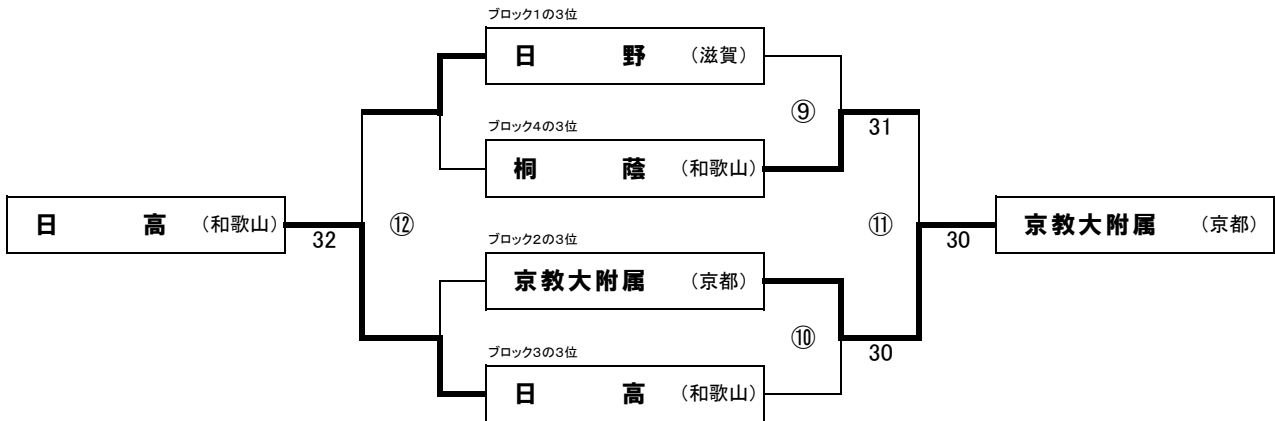 ブロック1の3位
日 野 (滋賀)
⑨
31
ブロック4の3位
桐 蔭 (和歌山)
日 高 (和歌山)
32
⑫
⑪
30
京教大附属 (京都)
ブロック2の3位
京教大附属 (京都)
⑩
30
ブロック3の3位
日 高 (和歌山)